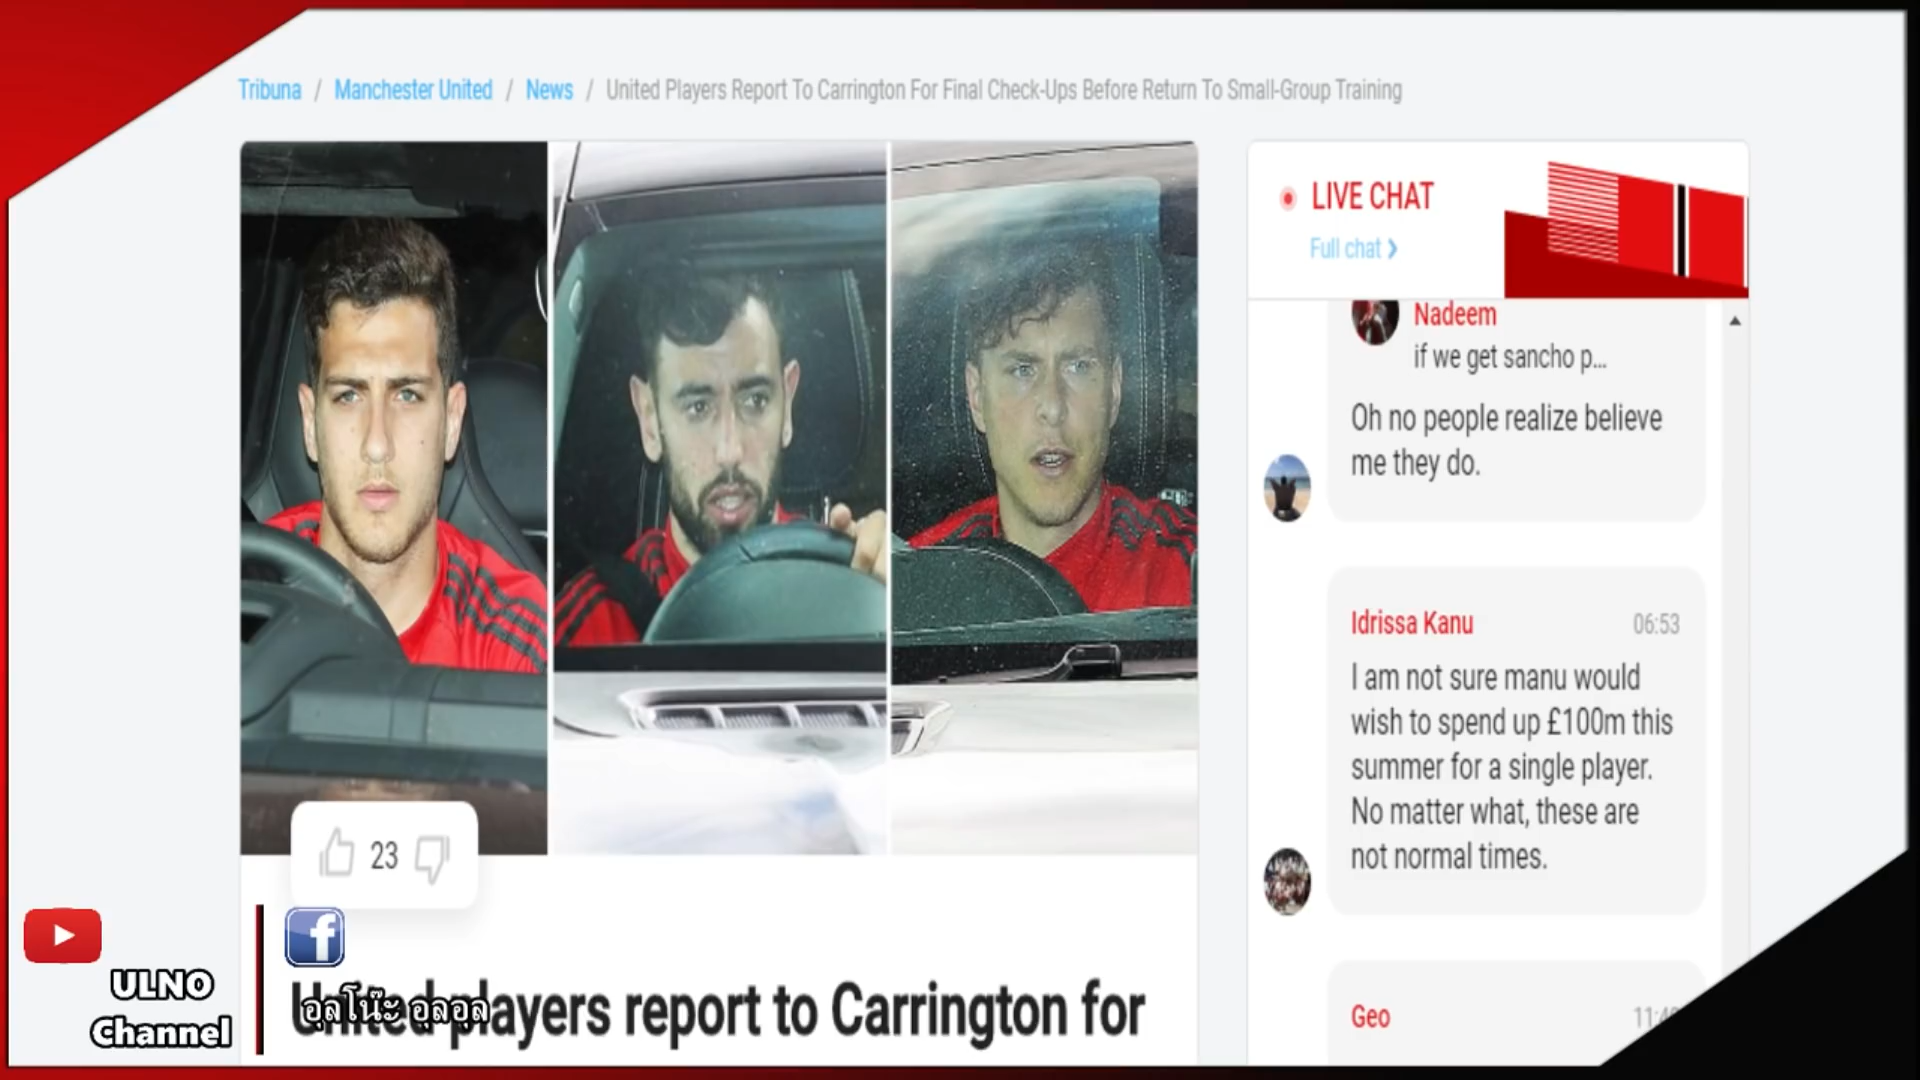 Tribuna / Manchester United / News / United Players Report To Carrington For Final Check-Ups Before Return To Small-Group Training
LIVE CHAT
Full chat
Nadeem
if we get sancho p...
Oh no people realize believe
me they do.
Idrissa Kanu 06:53
I am not sure manu would
wish to spend up £100m this
summer for a single player.
No matter what, these are
not normal times.
Geo
23
United players report to Carrington for
อุลโน๊ะ อุลอุล
ULNO
Channel